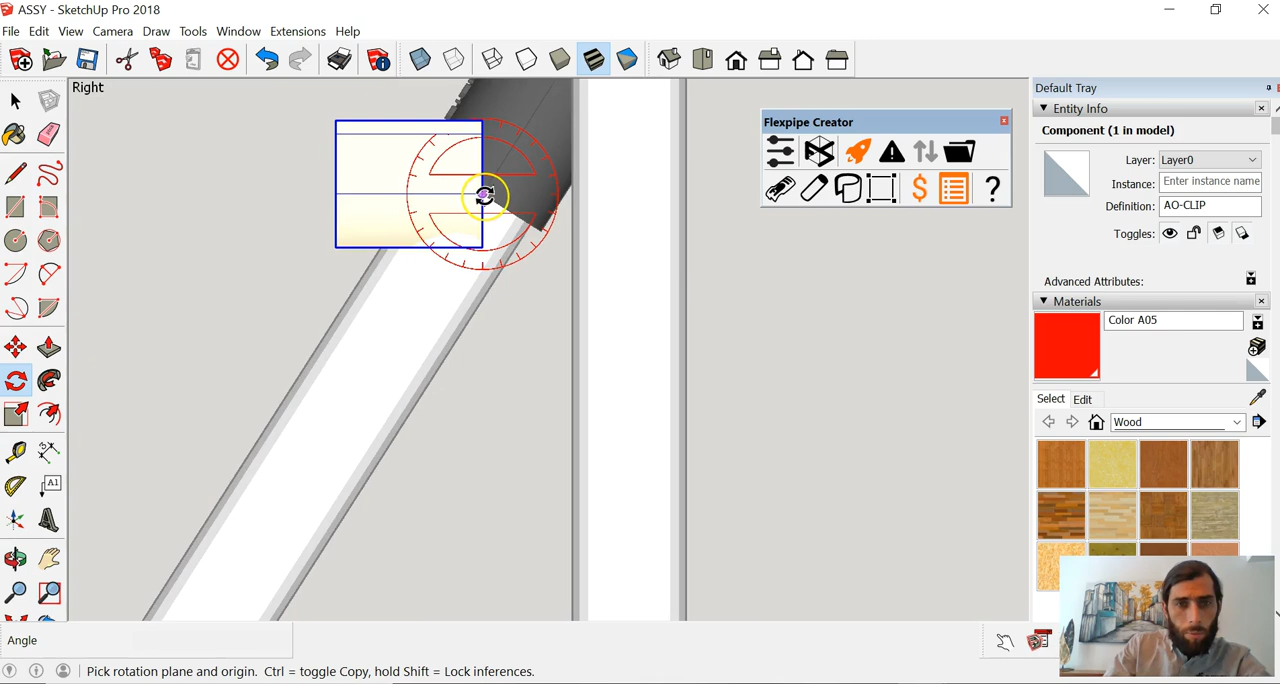 ASSY - SketchUp Pro 2018
File Edit View Camera Draw Tools Window Extensions Help
Right
Default Tray
Entity Info
Component (1 in model)
Layer: Layer0
Instance: Enter instance name
Definition: AO-CLIP
Toggles:
Advanced Attributes:
Flexpipe Creator
$ ?
Materials
Color A05
Select Edit
Wood
A1
Angle
Pick rotation plane and origin. Ctrl = toggle Copy, hold Shift = Lock inferences.